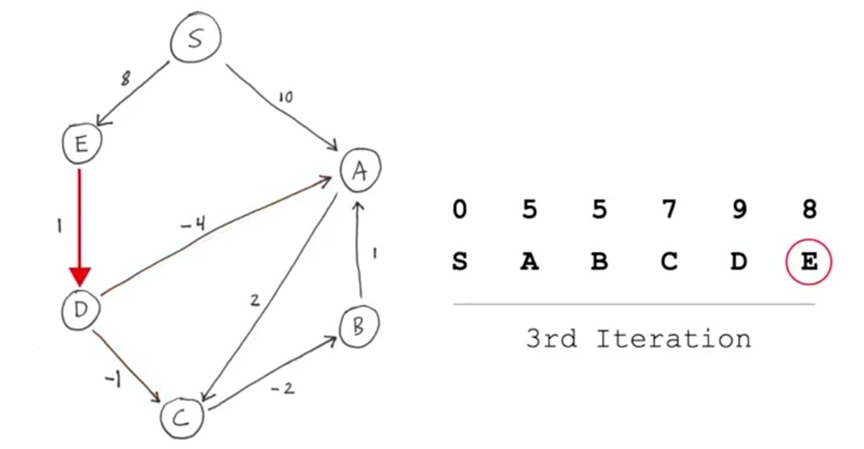 S
8
10
E
A
-4
1
1
D
2
B
-1
-2
C
0 5 5 7 9 8
S A B C D E
3rd Iteration